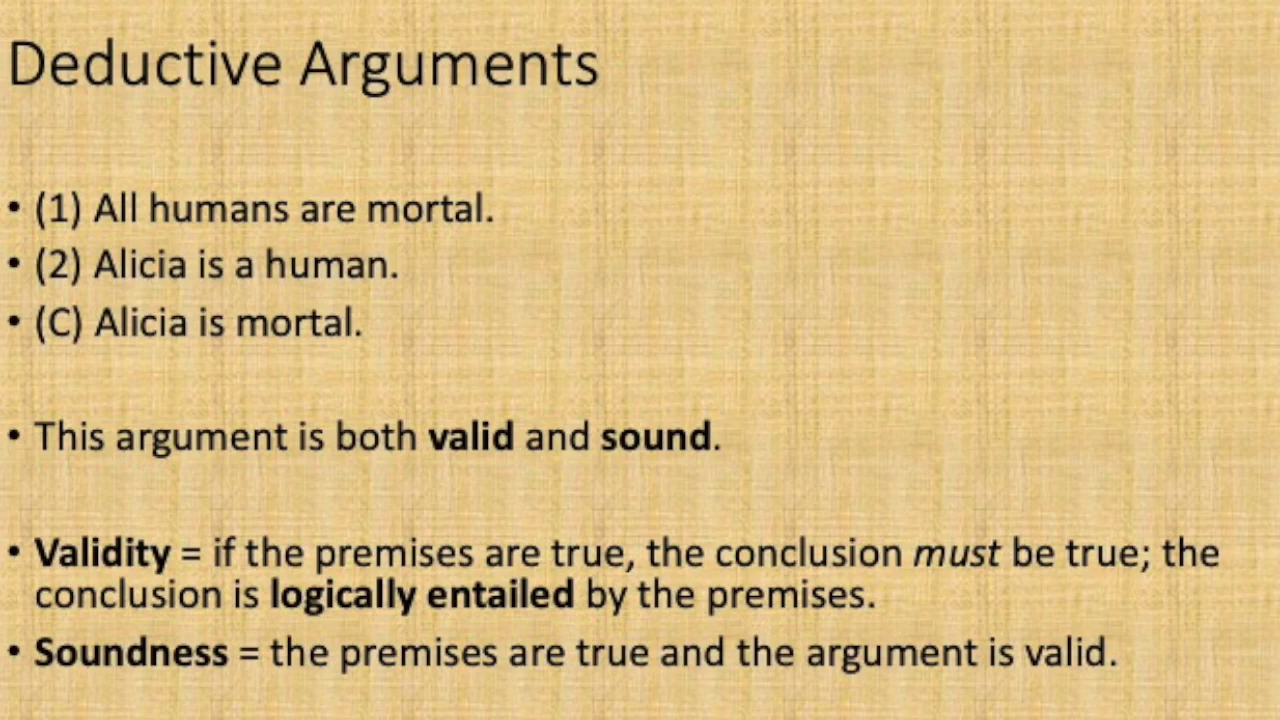 Deductive Arguments
• (1) All humans are mortal.
• (2) Alicia is a human.
• (C) Alicia is mortal.
• This argument is both valid and sound.
• Validity = if the premises are true, the conclusion must be true; the
conclusion is logically entailed by the premises.
• Soundness = the premises are true and the argument is valid.